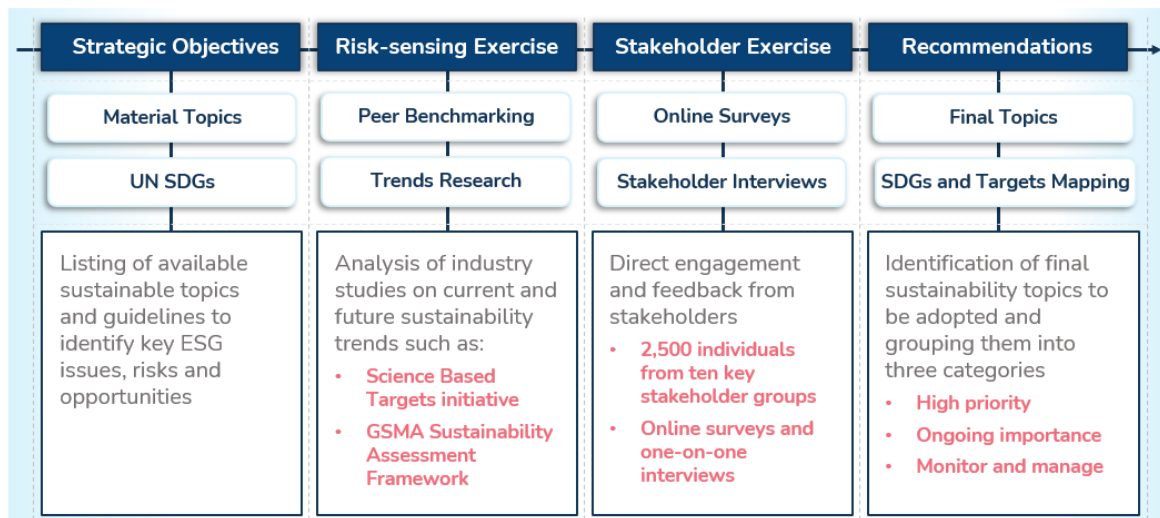 Strategic Objectives
Risk-sensing Exercise
Stakeholder Exercise
Recommendations
Material Topics
Peer Benchmarking
Online Surveys
Final Topics
UN SDGs
Trends Research
Stakeholder Interviews
SDGs and Targets Mapping
Listing of available
sustainable topics
and guidelines to
identify key ESG
issues, risks and
opportunities
Analysis of industry
studies on current and
future sustainability
trends such as:
• Science Based
Targets initiative
• GSMA Sustainability
Assessment
Framework
Direct engagement
and feedback from
stakeholders
• 2,500 individuals
from ten key
stakeholder groups
• Online surveys and
one-on-one
interviews
Identification of final
sustainability topics to
be adopted and
grouping them into
three categories
• High priority
• Ongoing importance
• Monitor and manage